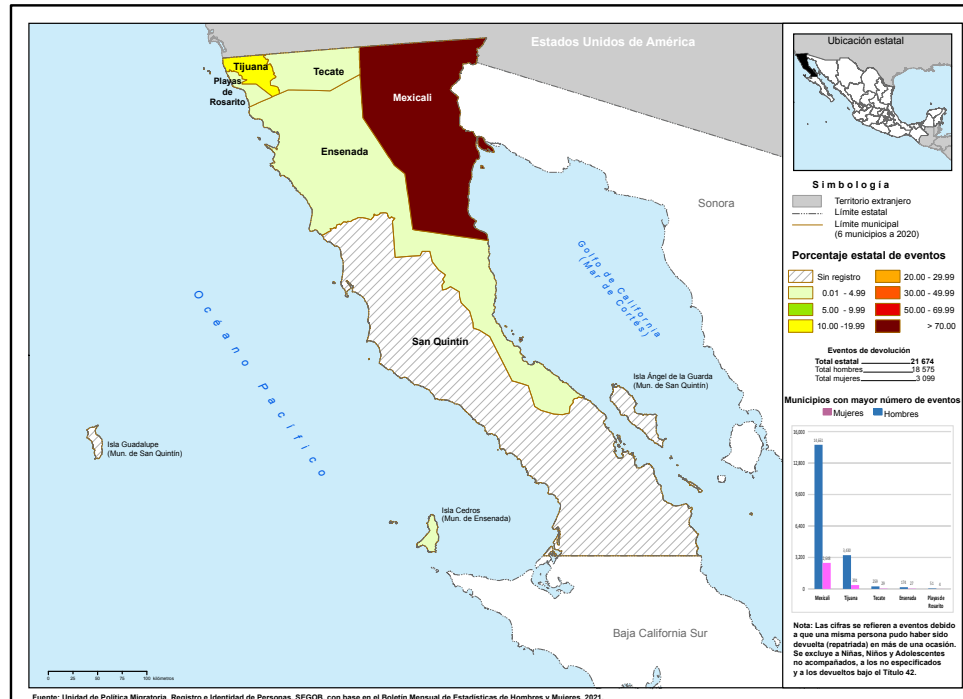 Estados Unidos de América
Tijuana
Tecate
Playas
de
Rosarito
Mexicali
Ensenada
Sonora
Golfo de California
(Mar de Cortés)
Océano Pacífico
San Quintín
Isla Ángel de la Guarda
(Mun. de San Quintín)
Isla Guadalupe
(Mun. de San Quintín)
Isla Cedros
(Mun. de Ensenada)
Baja California Sur
0 25 50 75 100
kilómetros
Ubicación estatal
Simbología
Territorio extranjero
Límite estatal
Límite municipal
(6 municipios a 2020)
Porcentaje estatal de eventos
Sin registro
0.01 - 4.99
5.00 - 9.99
10.00 -19.99
20.00 - 29.99
30.00 - 49.99
50.00 - 69.99
> 70.00
Eventos de devolución
Total estatal 21 674
Total hombres 18 575
Total mujeres 3 099
Municipios con mayor número de eventos
Mujeres Hombres
Mexicali Tijuana Tecate Ensenada Playas de
Rosarito
Nota: Las cifras se refieren a eventos debido
a que una misma persona pudo haber sido
devuelta (repatriada) en más de una ocasión.
Se excluye a Niñas, Niños y Adolescentes
no acompañados, a los no especificados
y a los devueltos bajo el Título 42.
Fuente: Unidad de Política Migratoria, Registro e Identidad de Personas, SEGOB, con base en el Boletín Mensual de Estadísticas de Hombres y Mujeres, 2021.